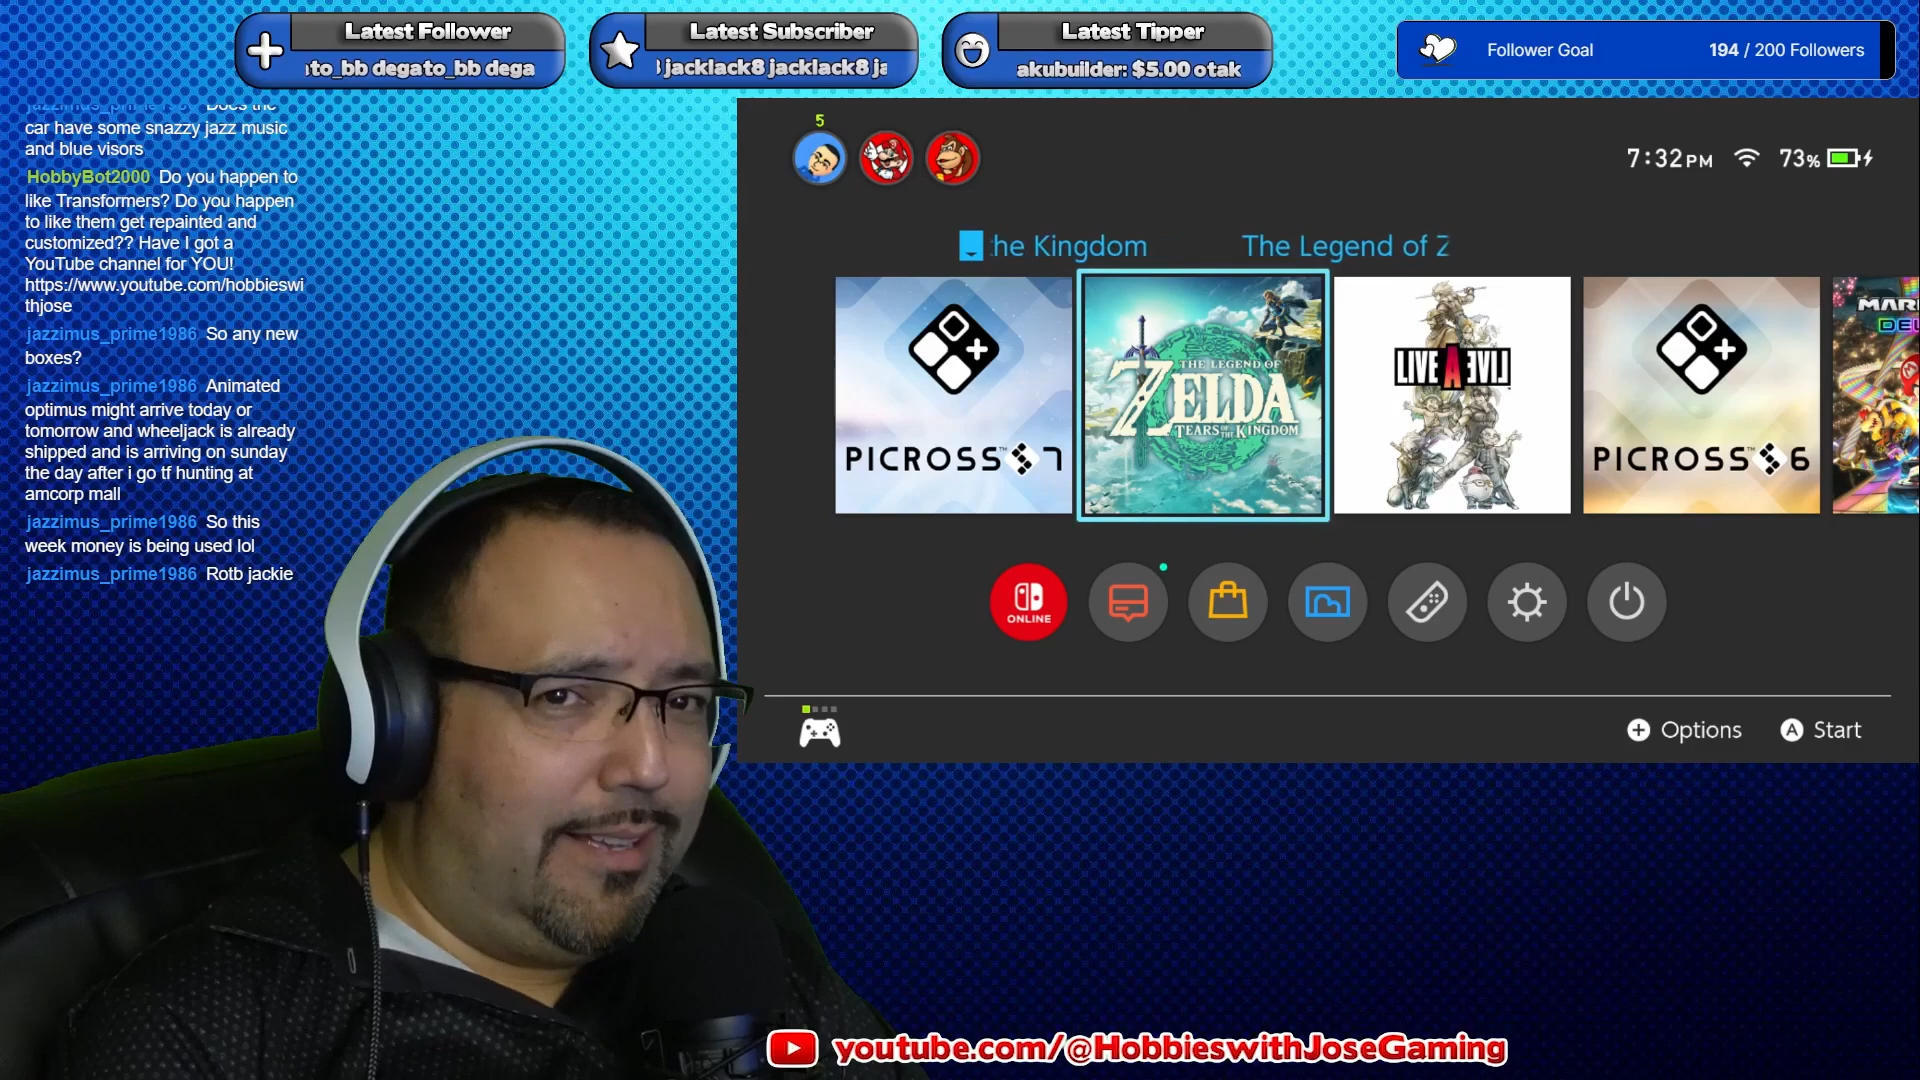 Latest Follower
ato_bb degato_bb dega
Latest Subscriber
jacklack8 jacklack8 ja
Latest Tipper
akubuilder: $5.00 otak
Follower Goal
194 / 200 Followers
Does the
car have some snazzy jazz music
and blue visors
HobbyBot2000 Do you happen to
like Transformers? Do you happen
to like them get repainted and
customized?? Have I got a
YouTube channel for YOU!
https://www.youtube.com/hobbieswi
thjose
jazzimus_prime1986 So any new
boxes?
jazzimus_prime1986 Animated
optimus might arrive today or
tomorrow and wheeljack is already
shipped and is arriving on sunday
the day after i go tf hunting at
amcorp mall
jazzimus_prime1986 So this
week money is being used lol
jazzimus_prime1986 Rotb jackie
5
7:32 PM
73%
he Kingdom
The Legend of Z
PICROSS S 7
THE LEGEND OF
ZELDA
TEARS OF THE KINGDOM
LIVE A LIVE
PICROSS S 6
MAR
DEL
ONLINE
Options
A Start
youtube.com/@HobbieswithJoseGaming